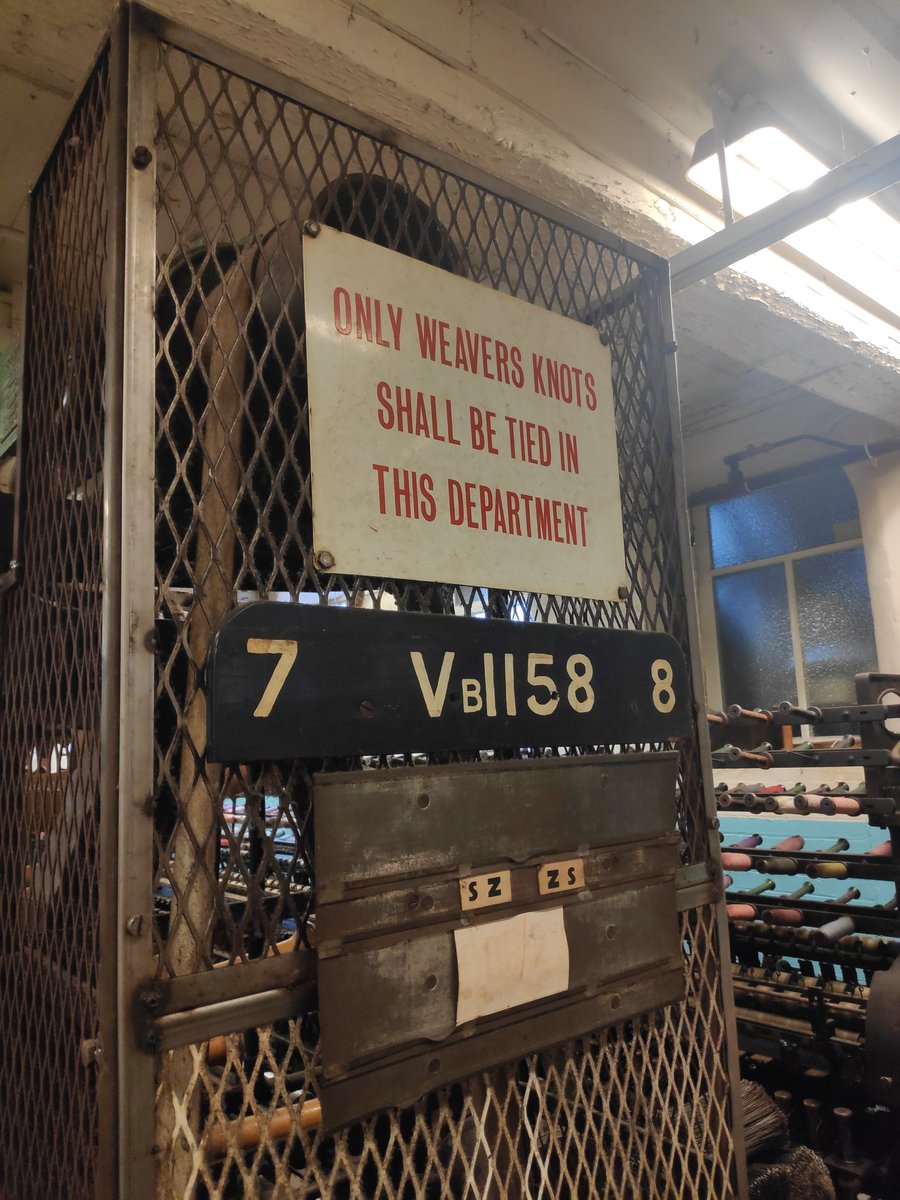 ONLY WEAVERS KNOTS
SHALL BE TIED IN
THIS DEPARTMENT
7 VB1158 8
SZ ZS